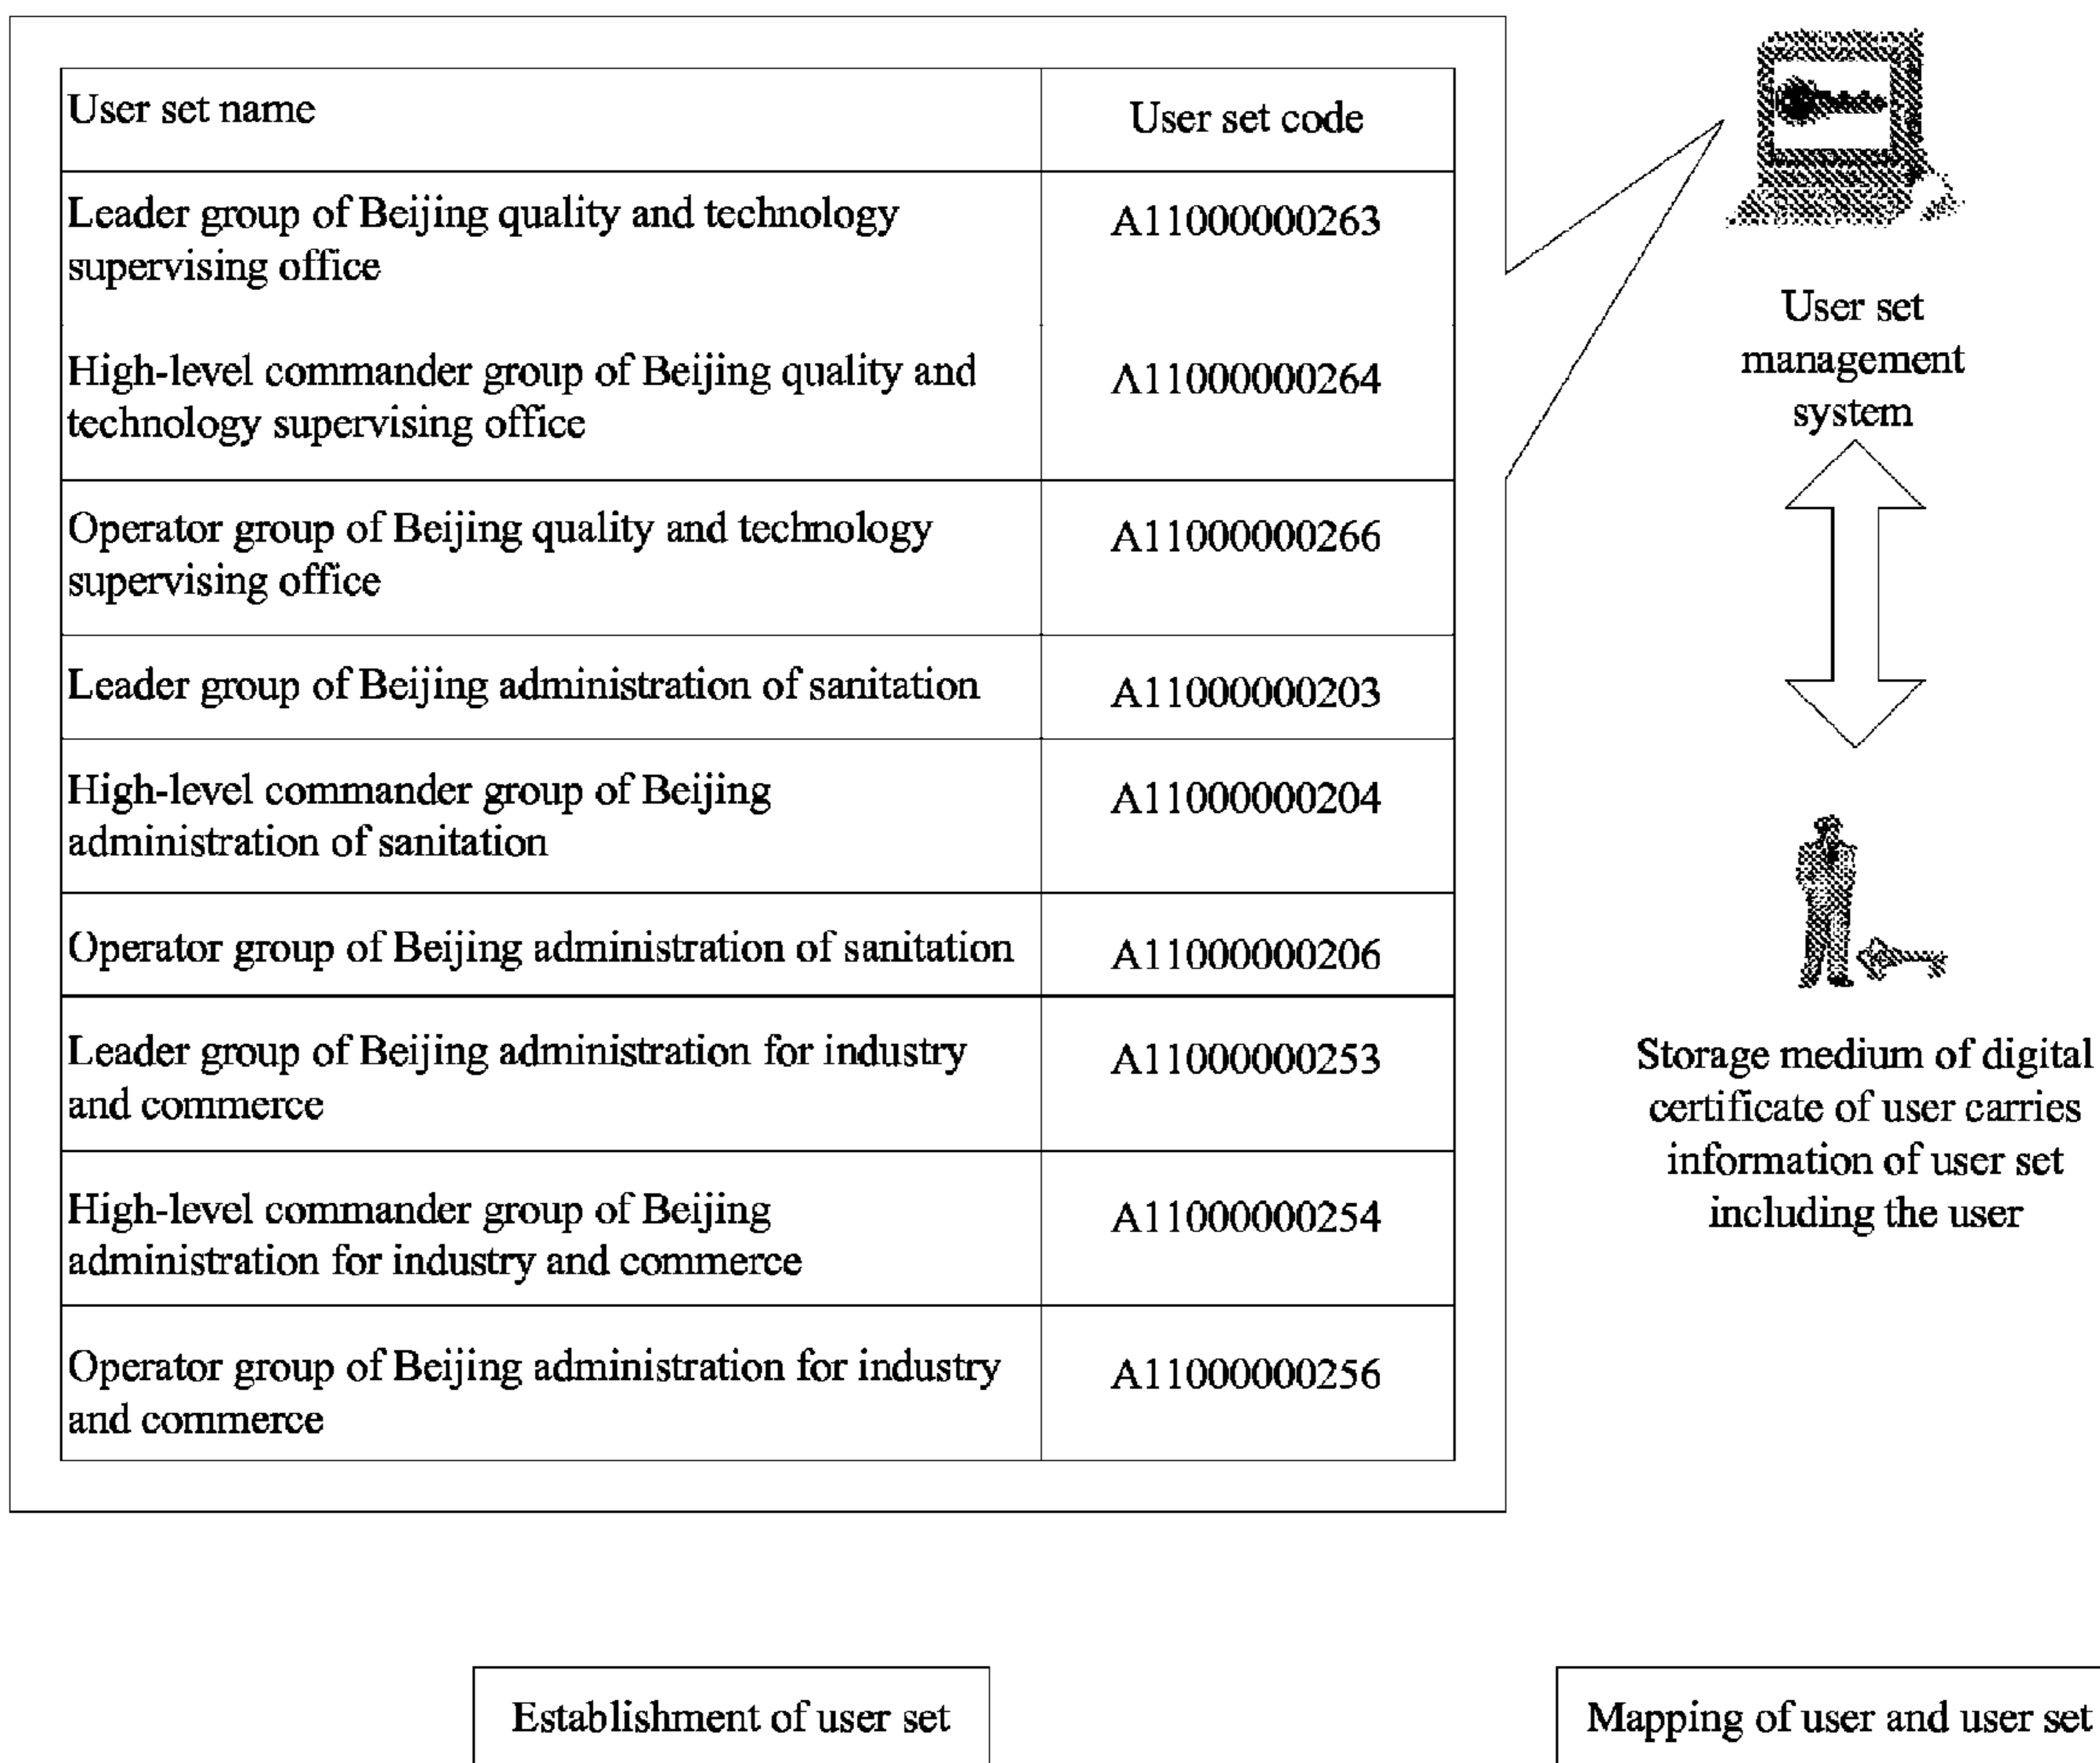 User set name
User set code
Leader group of Beijing quality and technology
supervising office
A11000000263
High-level commander group of Beijing quality and
technology supervising office
A11000000264
Operator group of Beijing quality and technology
supervising office
A11000000266
Leader group of Beijing administration of sanitation
A11000000203
High-level commander group of Beijing
administration of sanitation
A11000000204
Operator group of Beijing administration of sanitation
A11000000206
Leader group of Beijing administration for industry
and commerce
A11000000253
High-level commander group of Beijing
administration for industry and commerce
A11000000254
Operator group of Beijing administration for industry
and commerce
A11000000256
User set
management
system
Storage medium of digital
certificate of user carries
information of user set
including the user
Establishment of user set
Mapping of user and user set